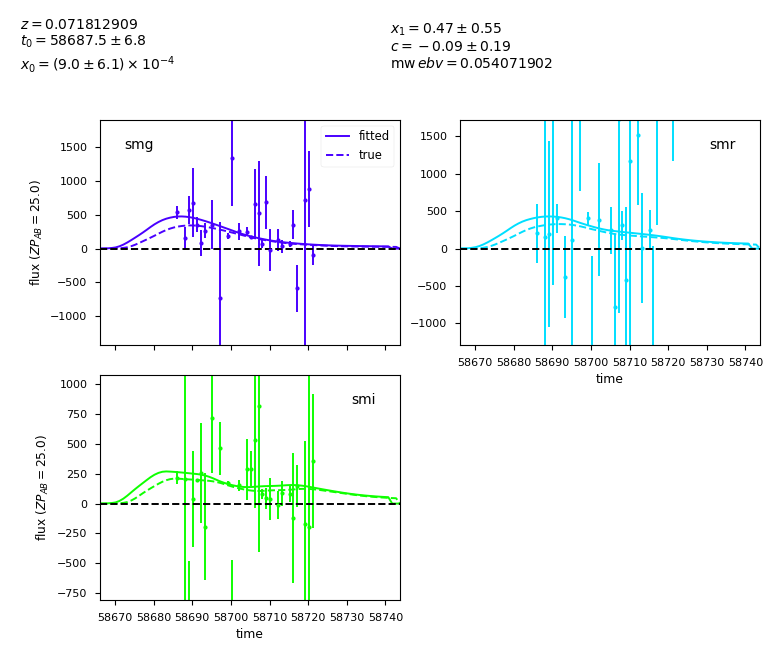 z = 0.071812909
t₀ = 58687.5 ± 6.8
x₀ = (9.0 ± 6.1) × 10⁻⁴
x₁ = 0.47 ± 0.55
c = −0.09 ± 0.19
mw ebv = 0.054071902
smg
fitted
true
1500
1000
500
0
−500
−1000
flux (ZP_AB = 25.0)
smr
1500
1000
500
0
−500
−1000
58670 58680 58690 58700 58710 58720 58730 58740
time
smi
1000
750
500
250
0
−250
−500
−750
flux (ZP_AB = 25.0)
58670 58680 58690 58700 58710 58720 58730 58740
time